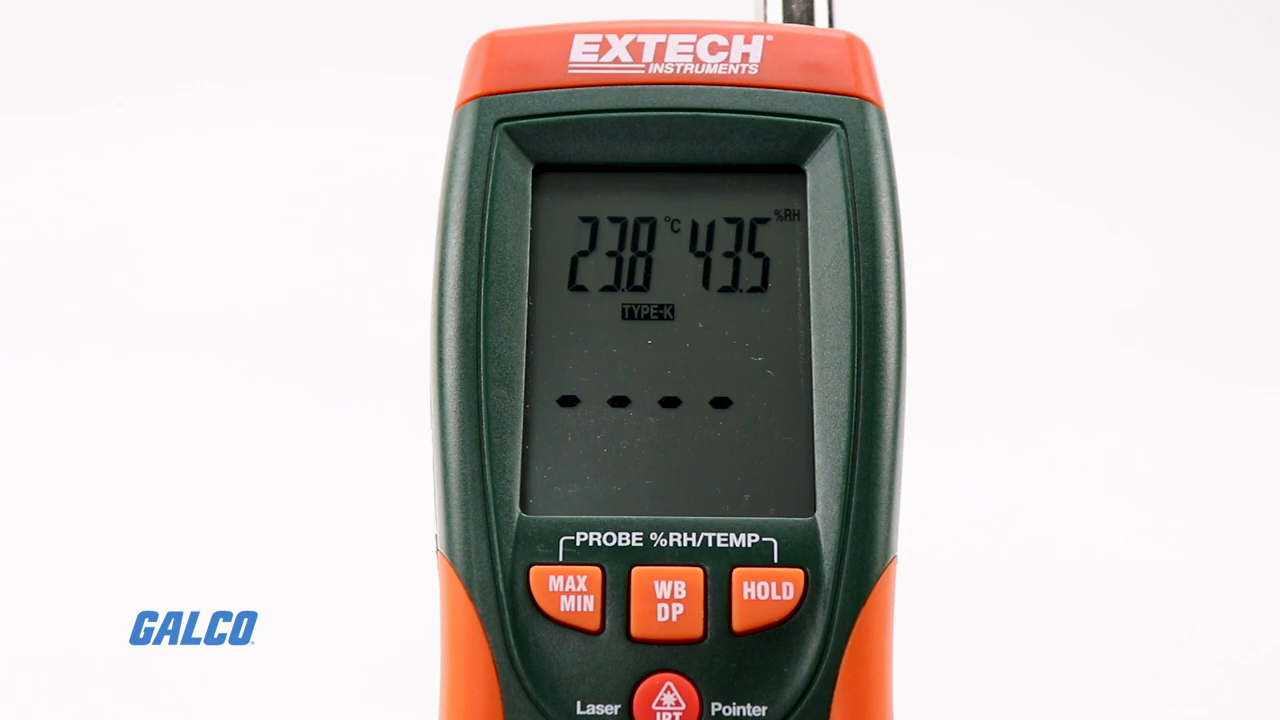 EXTECH®
INSTRUMENTS
23.8 °C 43.5 %RH
TYPE-K
- - - -
PROBE %RH/TEMP
MAX
MIN
WB
DP
HOLD
GALCO®
Laser
IRT
Pointer